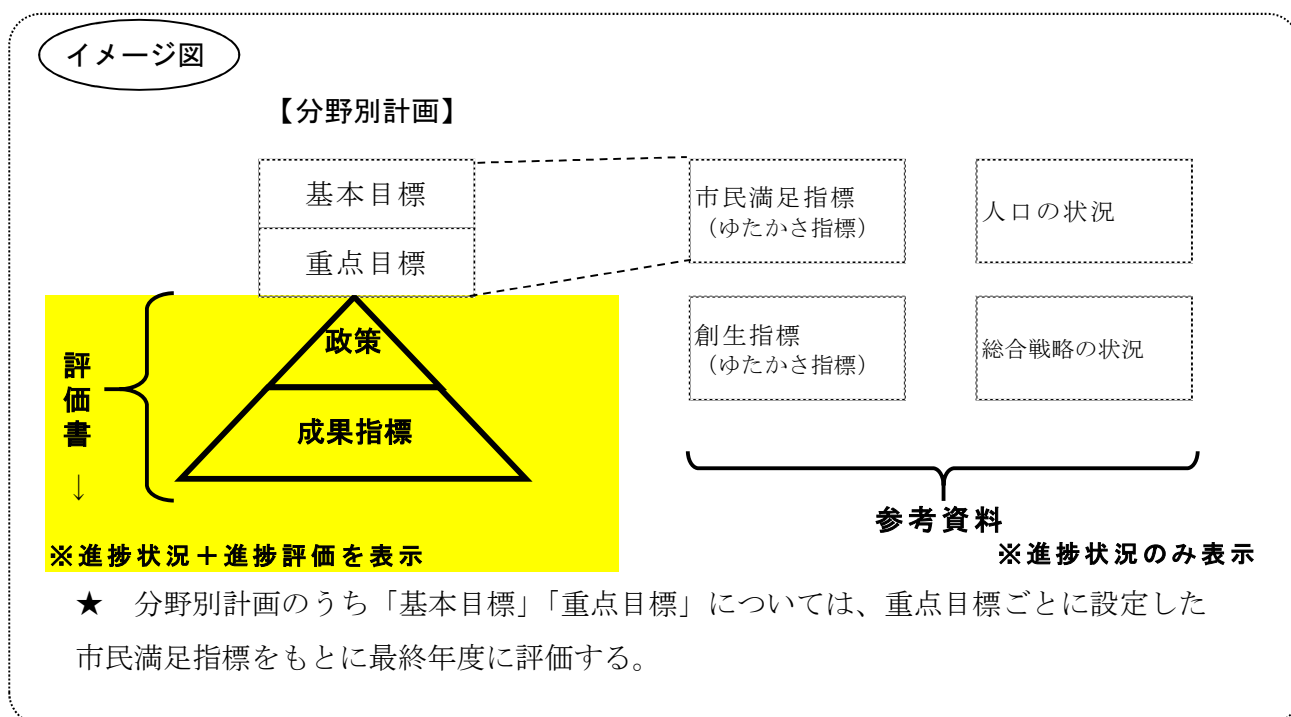 イメージ図
【分野別計画】
基本目標
重点目標
市民満足指標
（ゆたかさ指標）
人口の状況
創生指標
（ゆたかさ指標）
総合戦略の状況
政策
成果指標
評価書
↓
※進捗状況＋進捗評価を表示
参考資料
※進捗状況のみ表示
★　分野別計画のうち「基本目標」「重点目標」については、重点目標ごとに設定した
市民満足指標をもとに最終年度に評価する。